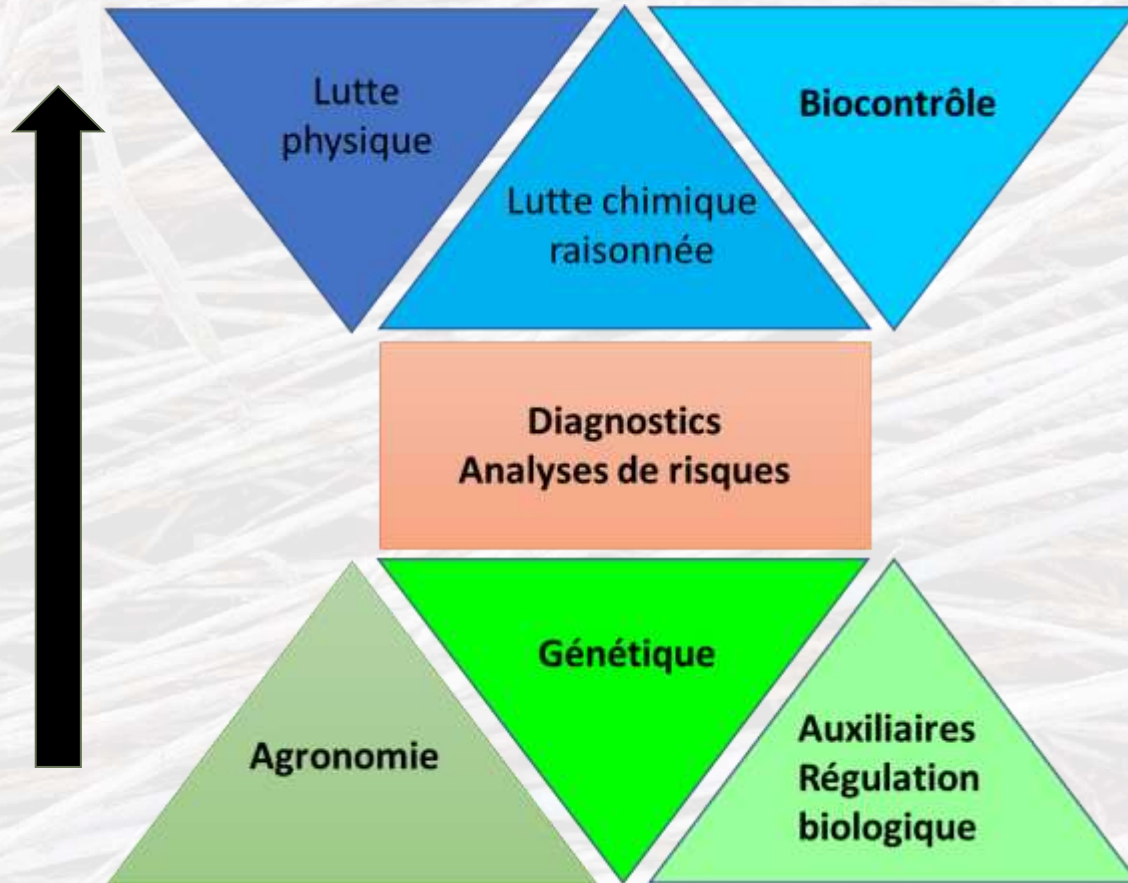 Lutte
physique
Lutte chimique
raisonnée
Biocontrôle
Diagnostics
Analyses de risques
Agronomie
Génétique
Auxiliaires
Régulation
biologique